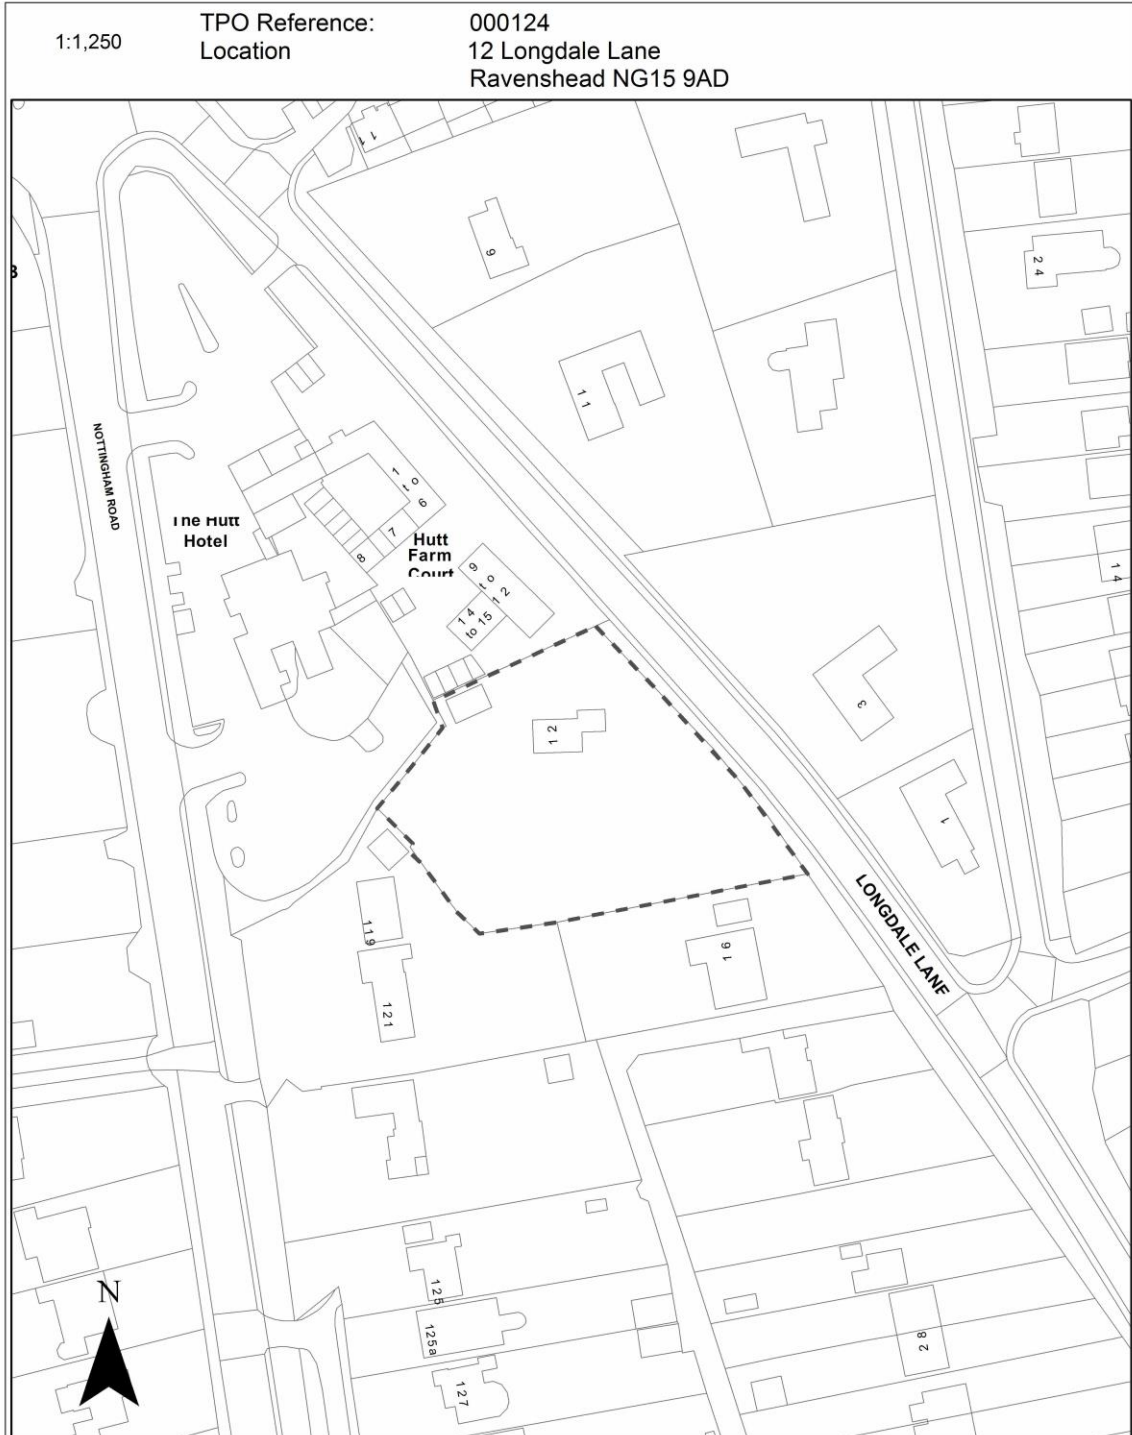 1:1,250
TPO Reference: 000124
Location 12 Longdale Lane
Ravenshead NG15 9AD
11
9
24
11
NOTTINGHAM ROAD
The Hutt
Hotel
1 to 6
7
8
Hutt
Farm
Court
9 to 12
14 to 15
14
3
12
1
LONGDALE LANE
119
16
121
125
125a
28
127
N